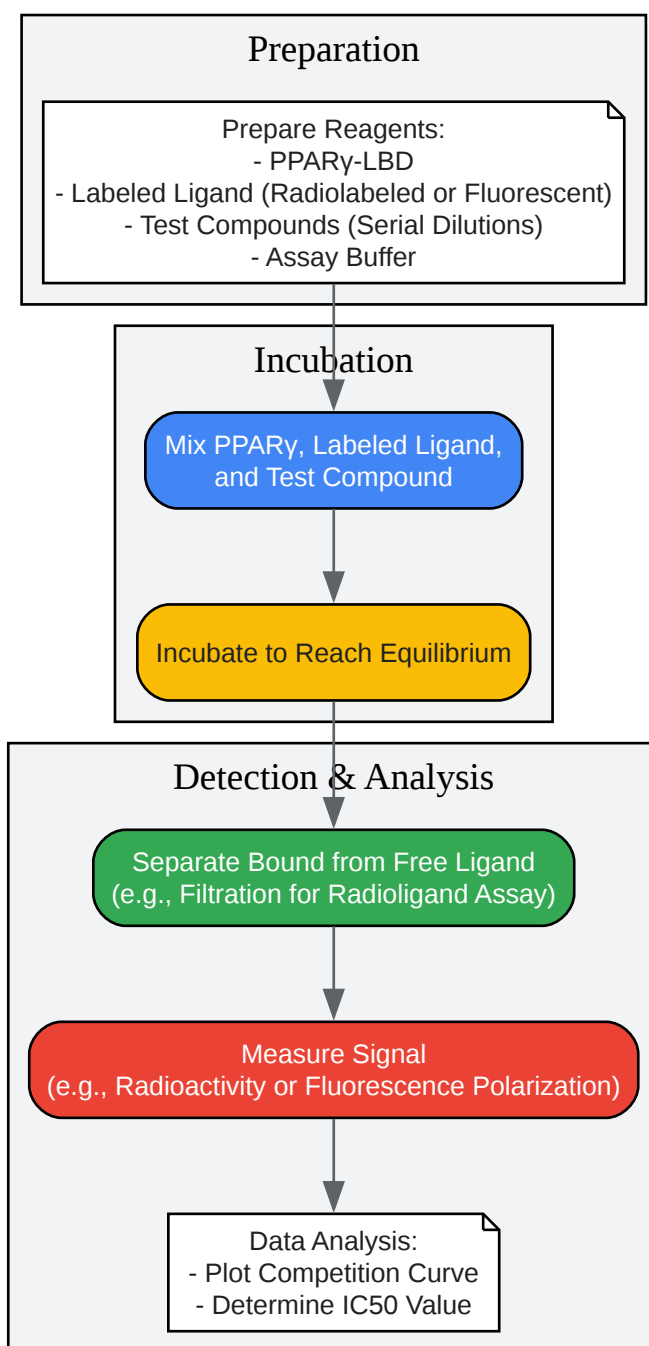 Preparation
Prepare Reagents:
- PPARγ-LBD
- Labeled Ligand (Radiolabeled or Fluorescent)
- Test Compounds (Serial Dilutions)
- Assay Buffer
Incubation
Mix PPARγ, Labeled Ligand,
and Test Compound
Incubate to Reach Equilibrium
Detection & Analysis
Separate Bound from Free Ligand
(e.g., Filtration for Radioligand Assay)
Measure Signal
(e.g., Radioactivity or Fluorescence Polarization)
Data Analysis:
- Plot Competition Curve
- Determine IC50 Value